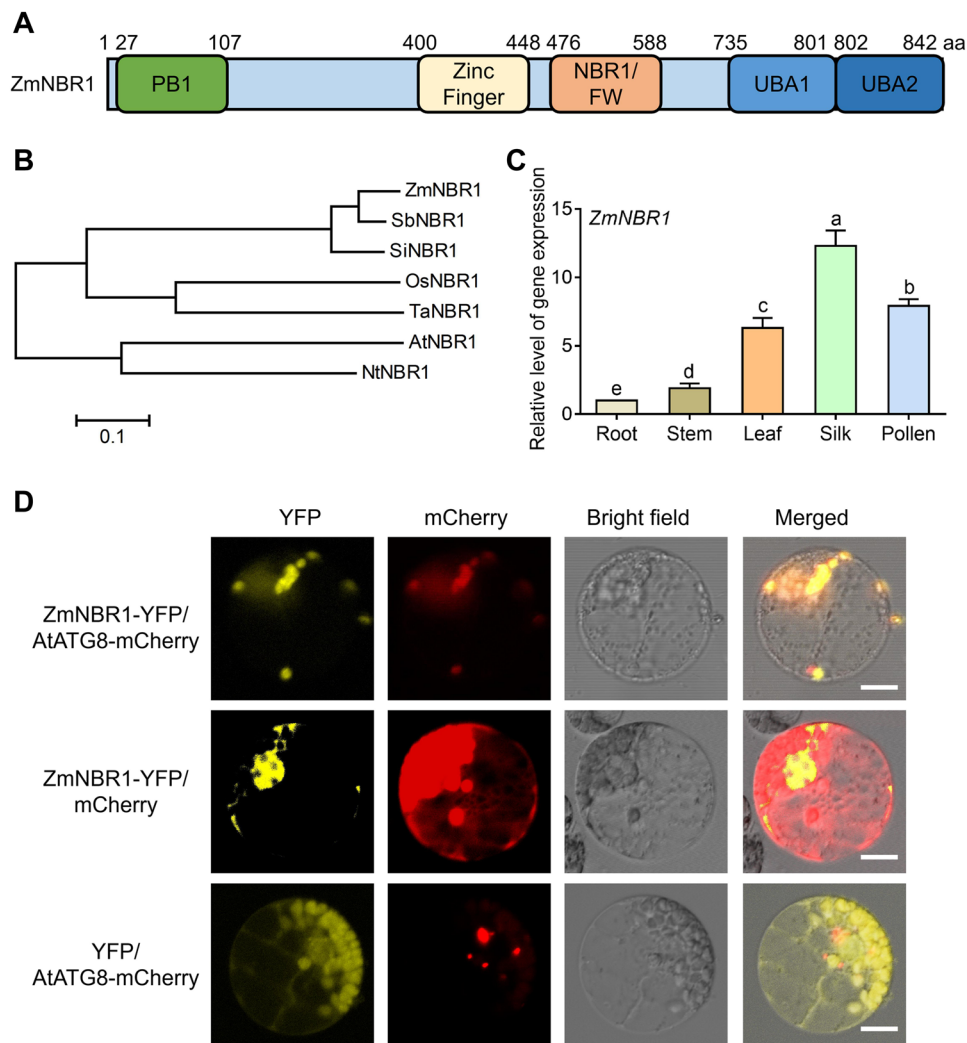 A
1 27 107 400 448 476 588 735 801 802 842 aa
ZmNBR1
PB1
Zinc
Finger
NBR1/
FW
UBA1
UBA2
B
ZmNBR1
SbNBR1
SiNBR1
OsNBR1
TaNBR1
AtNBR1
NtNBR1
0.1
C
Relative level of gene expression
ZmNBR1
15
10
5
0
e
d
c
a
b
Root Stem Leaf Silk Pollen
D
YFP mCherry Bright field Merged
ZmNBR1-YFP/
AtATG8-mCherry
ZmNBR1-YFP/
mCherry
YFP/
AtATG8-mCherry